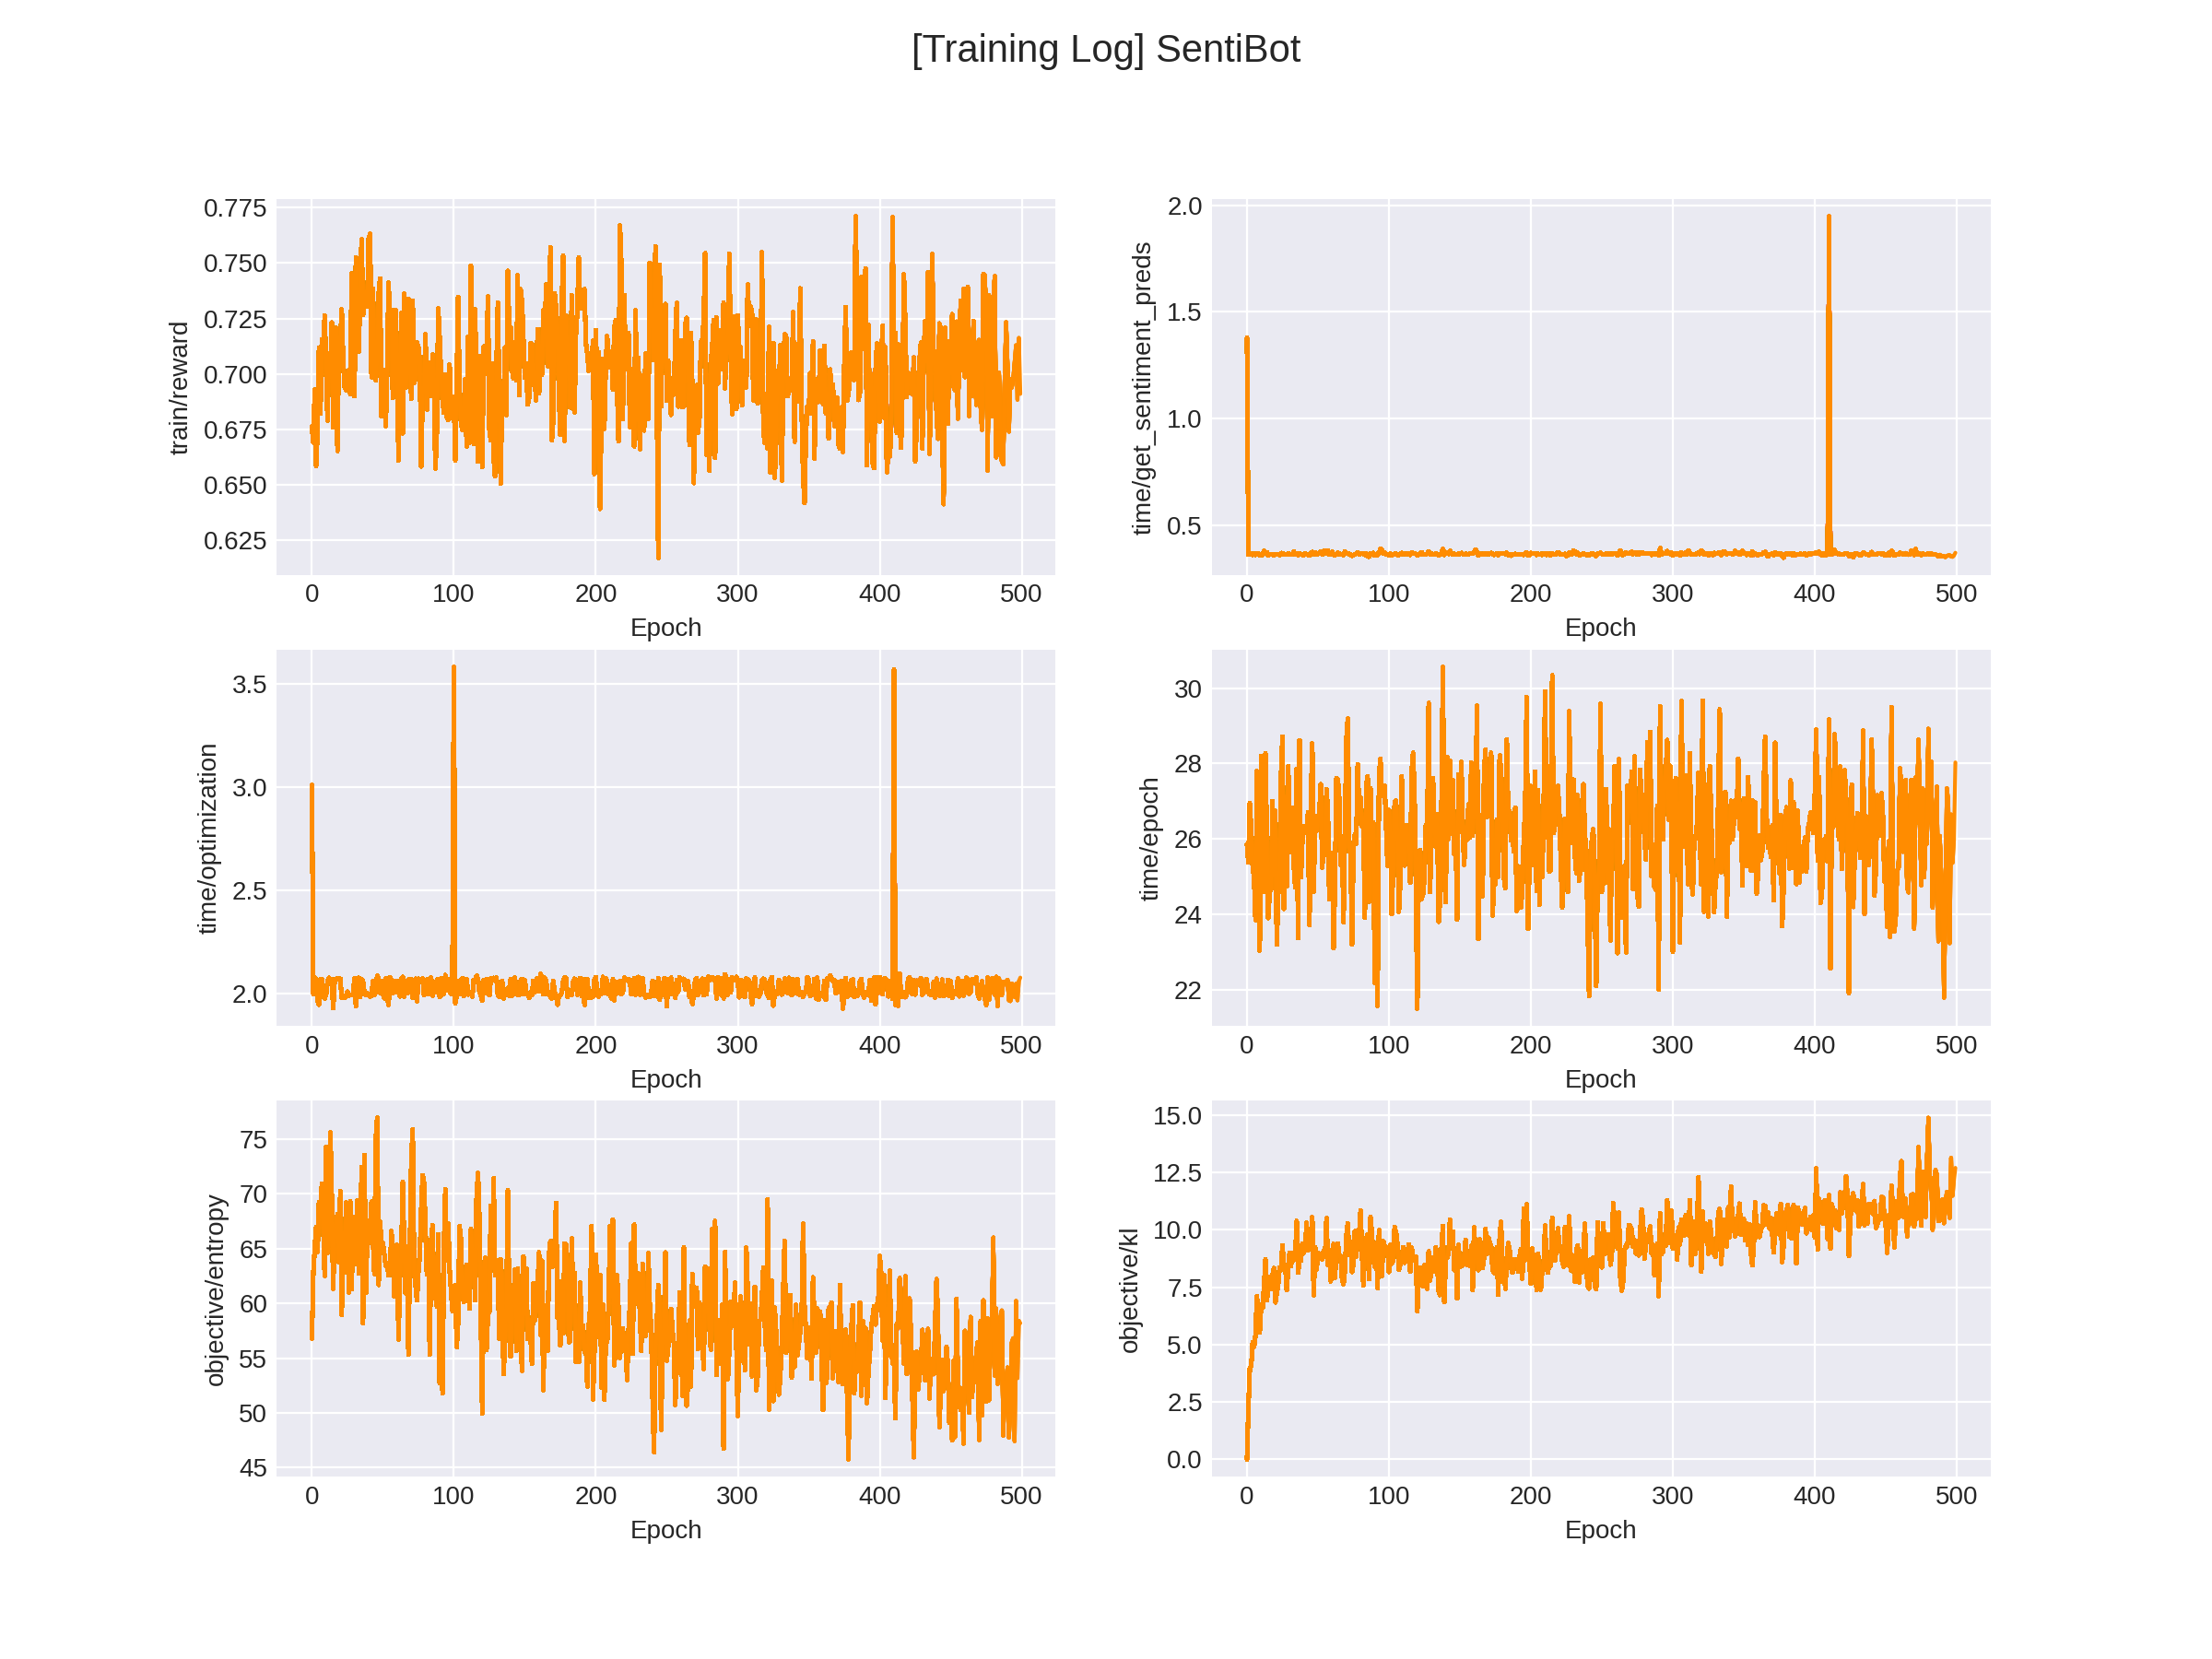 [Training Log] SentiBot
train/reward
0.775
0.750
0.725
0.700
0.675
0.650
0.625
0 100 200 300 400 500
Epoch
time/get_sentiment_preds
2.0
1.5
1.0
0.5
0 100 200 300 400 500
Epoch
time/optimization
3.5
3.0
2.5
2.0
0 100 200 300 400 500
Epoch
time/epoch
30
28
26
24
22
0 100 200 300 400 500
Epoch
objective/entropy
75
70
65
60
55
50
45
0 100 200 300 400 500
Epoch
objective/kl
15.0
12.5
10.0
7.5
5.0
2.5
0.0
0 100 200 300 400 500
Epoch